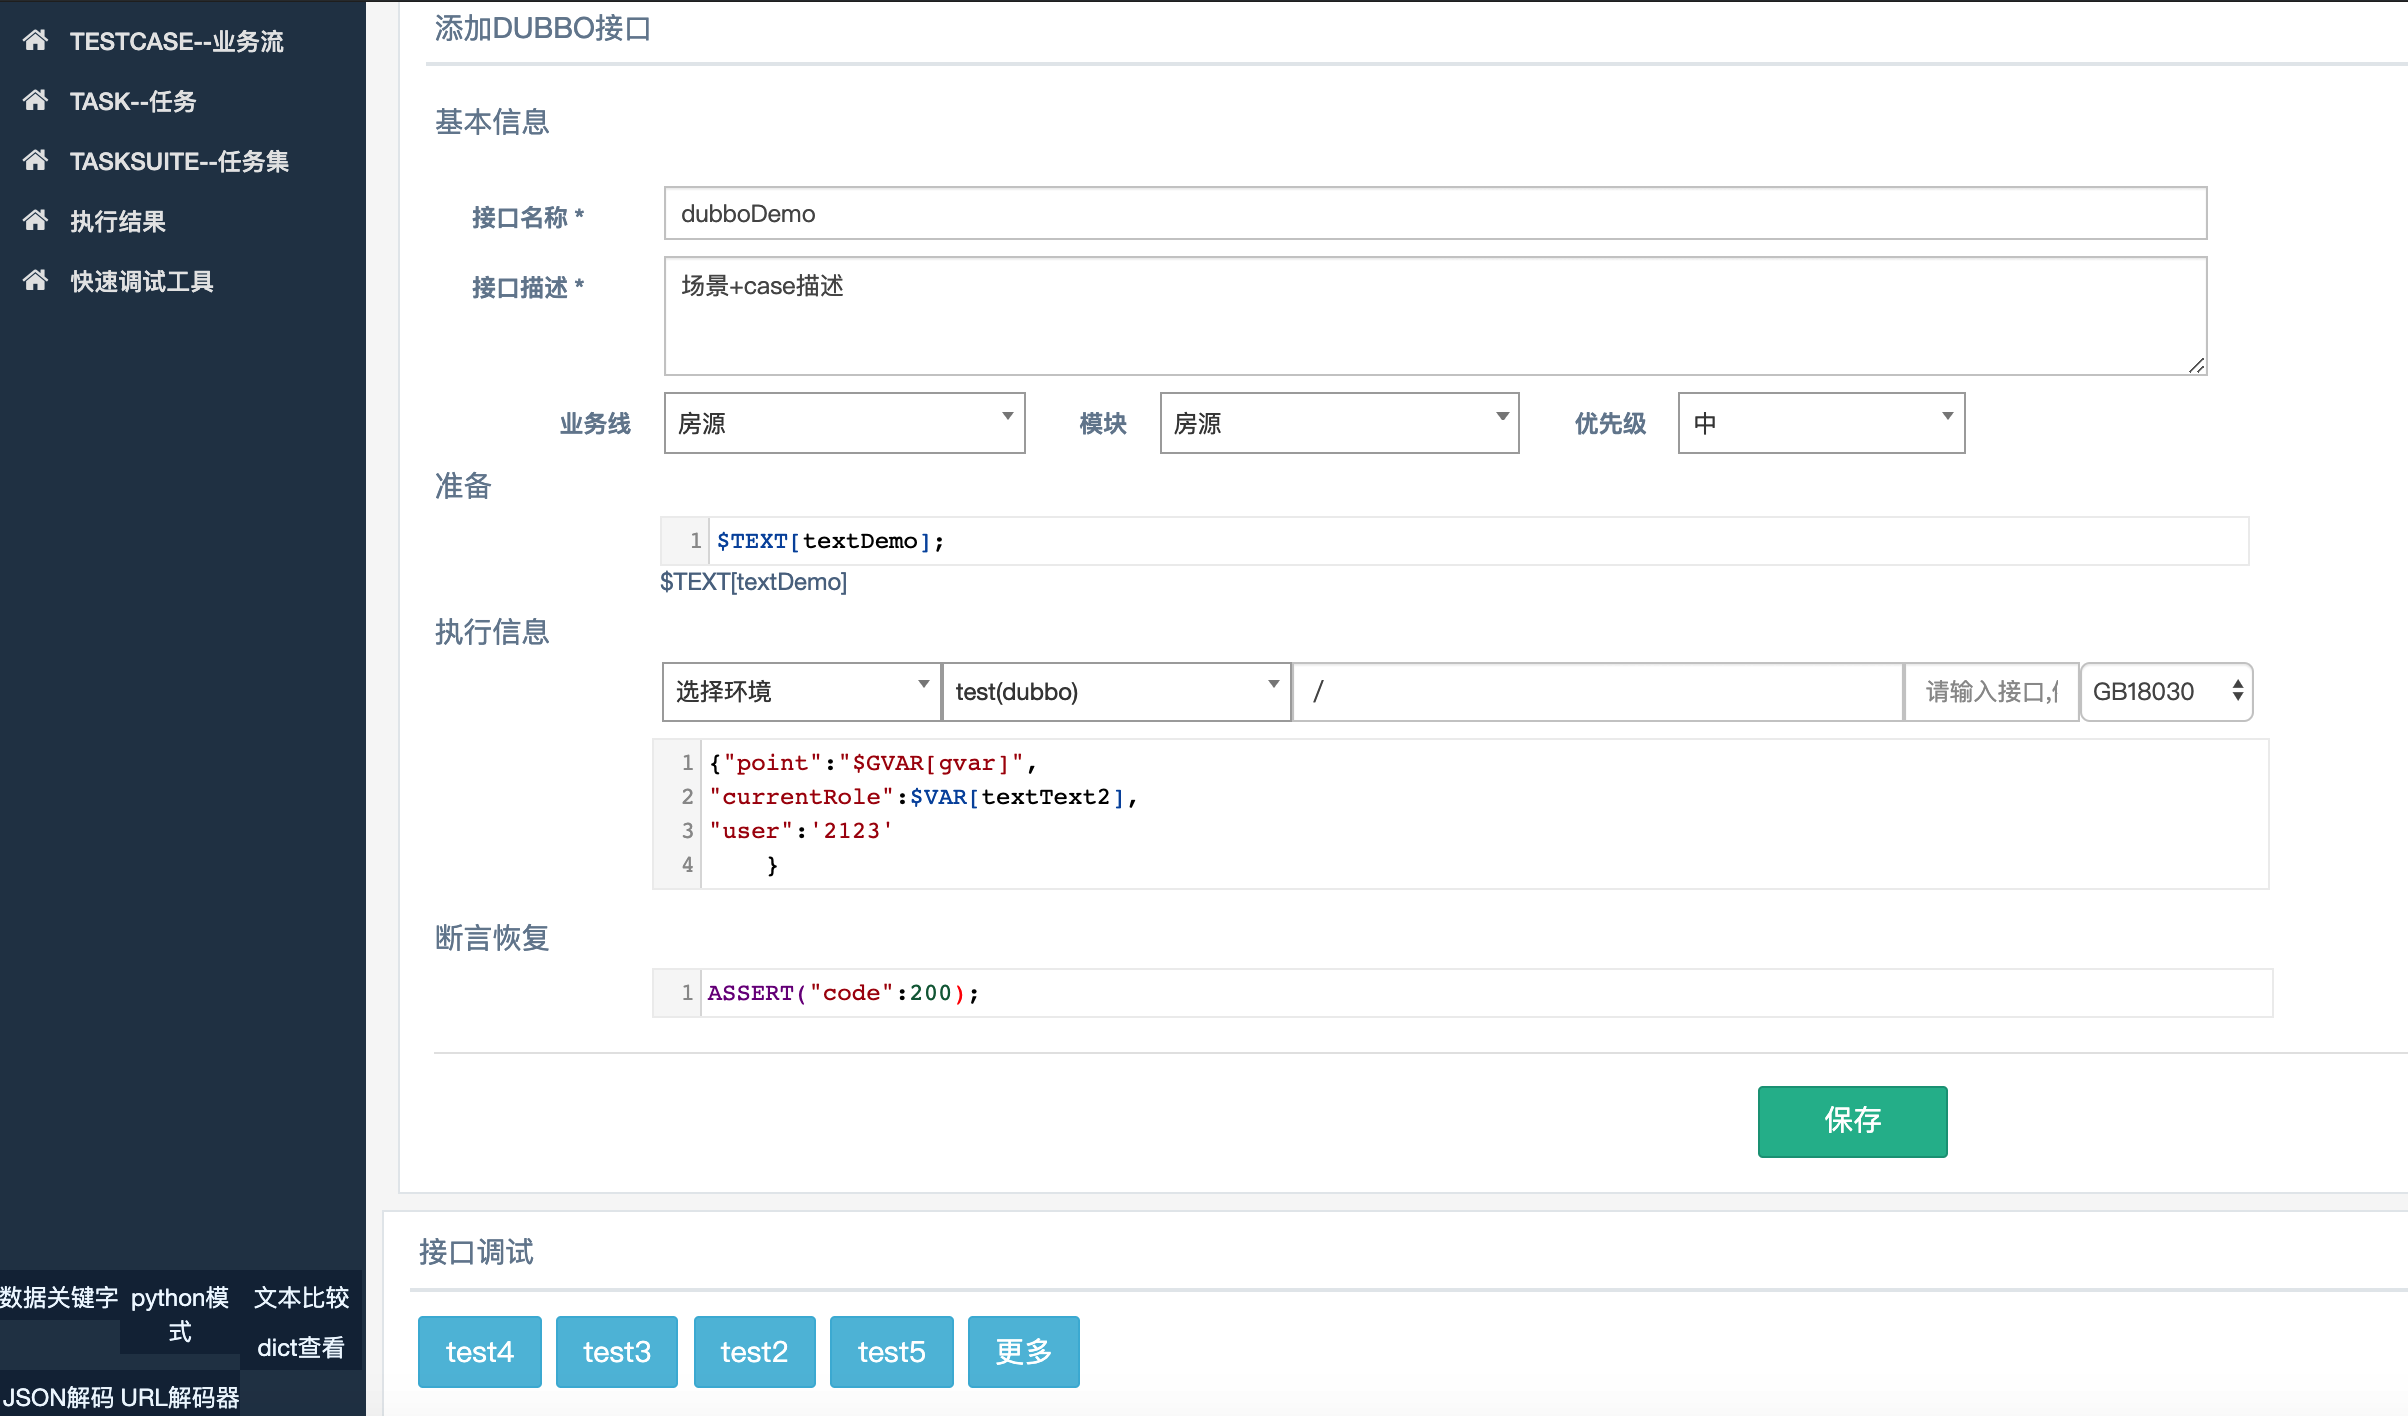 TESTCASE--业务流
TASK--任务
TASKSUITE--任务集
执行结果
快速调试工具
数据关键字 python模式 文本比较
dict查看
JSON解码 URL解码器
添加DUBBO接口
基本信息
接口名称 * dubboDemo
接口描述 * 场景+case描述
业务线 房源 模块 房源 优先级 中
准备
1 $TEXT[textDemo];
$TEXT[textDemo]
执行信息
选择环境 test(dubbo) / 请输入接口, GB18030
1 {"point":"$GVAR[gvar]",
2 "currentRole":$VAR[textText2],
3 "user":'2123'
4 }
断言恢复
1 ASSERT("code":200);
保存
接口调试
test4 test3 test2 test5 更多